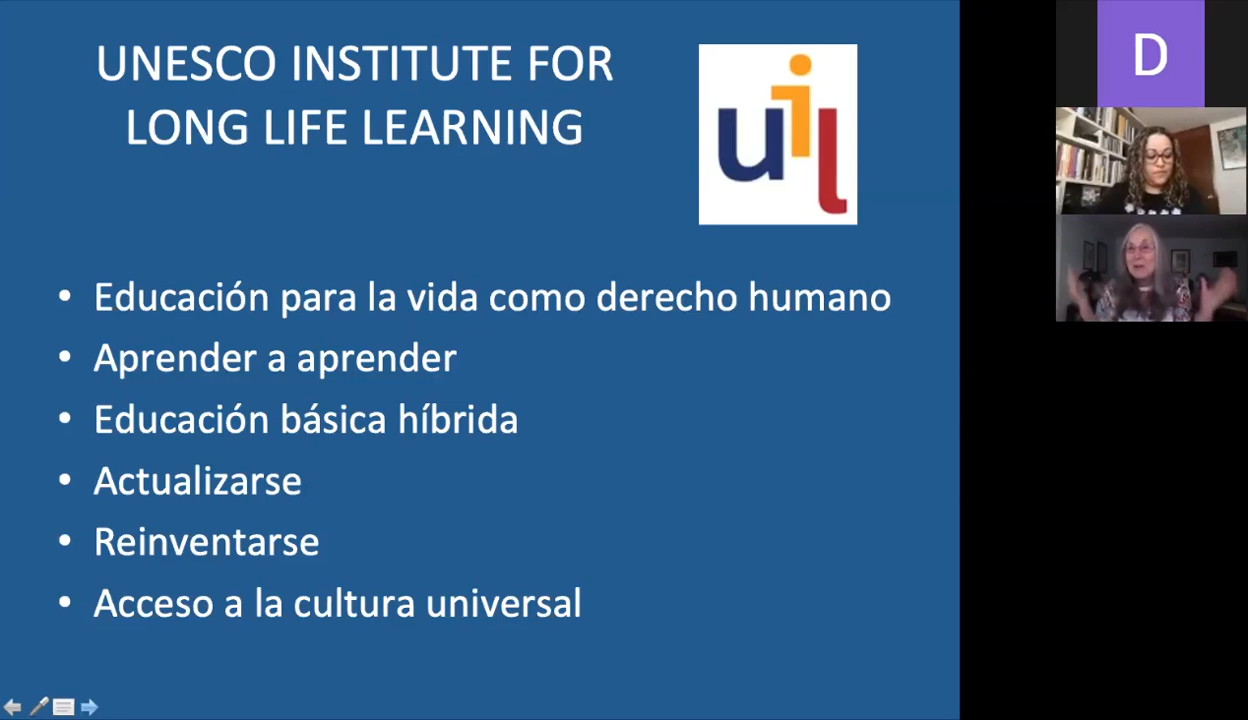 UNESCO INSTITUTE FOR
LONG LIFE LEARNING
uil
• Educación para la vida como derecho humano
• Aprender a aprender
• Educación básica híbrida
• Actualizarse
• Reinventarse
• Acceso a la cultura universal
D